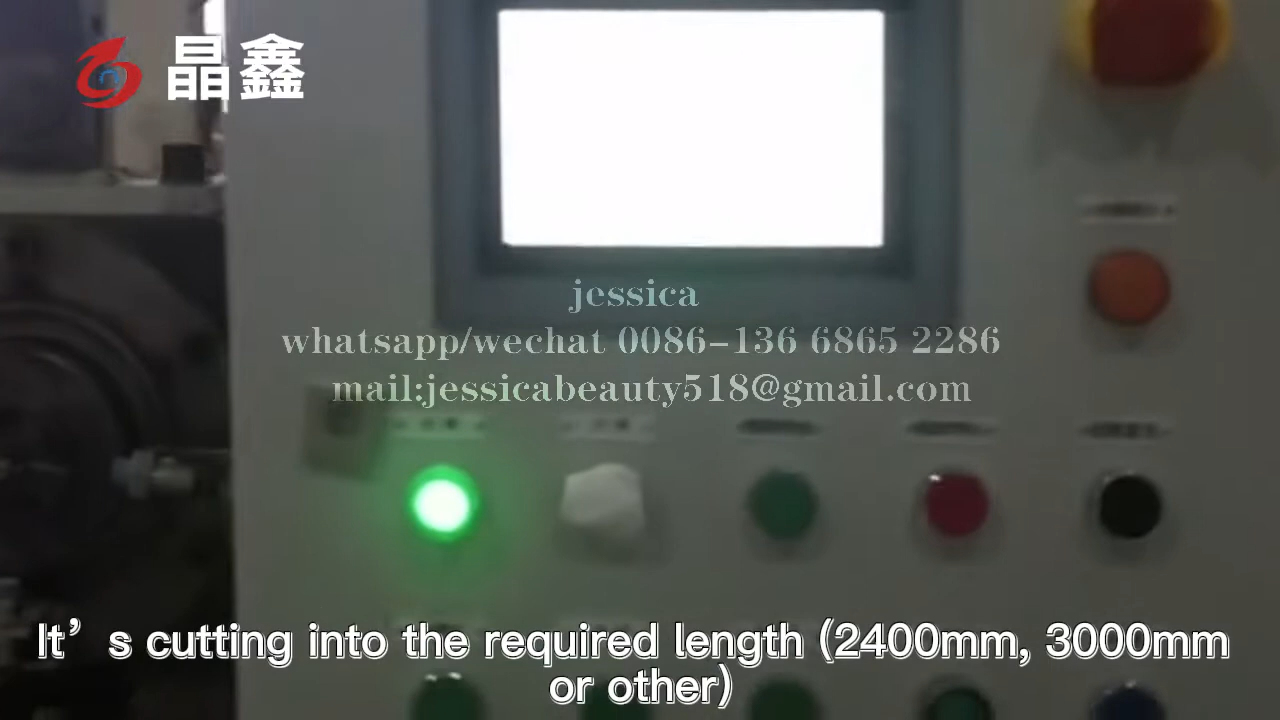 晶鑫
jessica
whatsapp/wechat 0086-136 6865 2286
mail:jessicabeauty518@gmail.com
It's cutting into the required length (2400mm, 3000mm
or other)